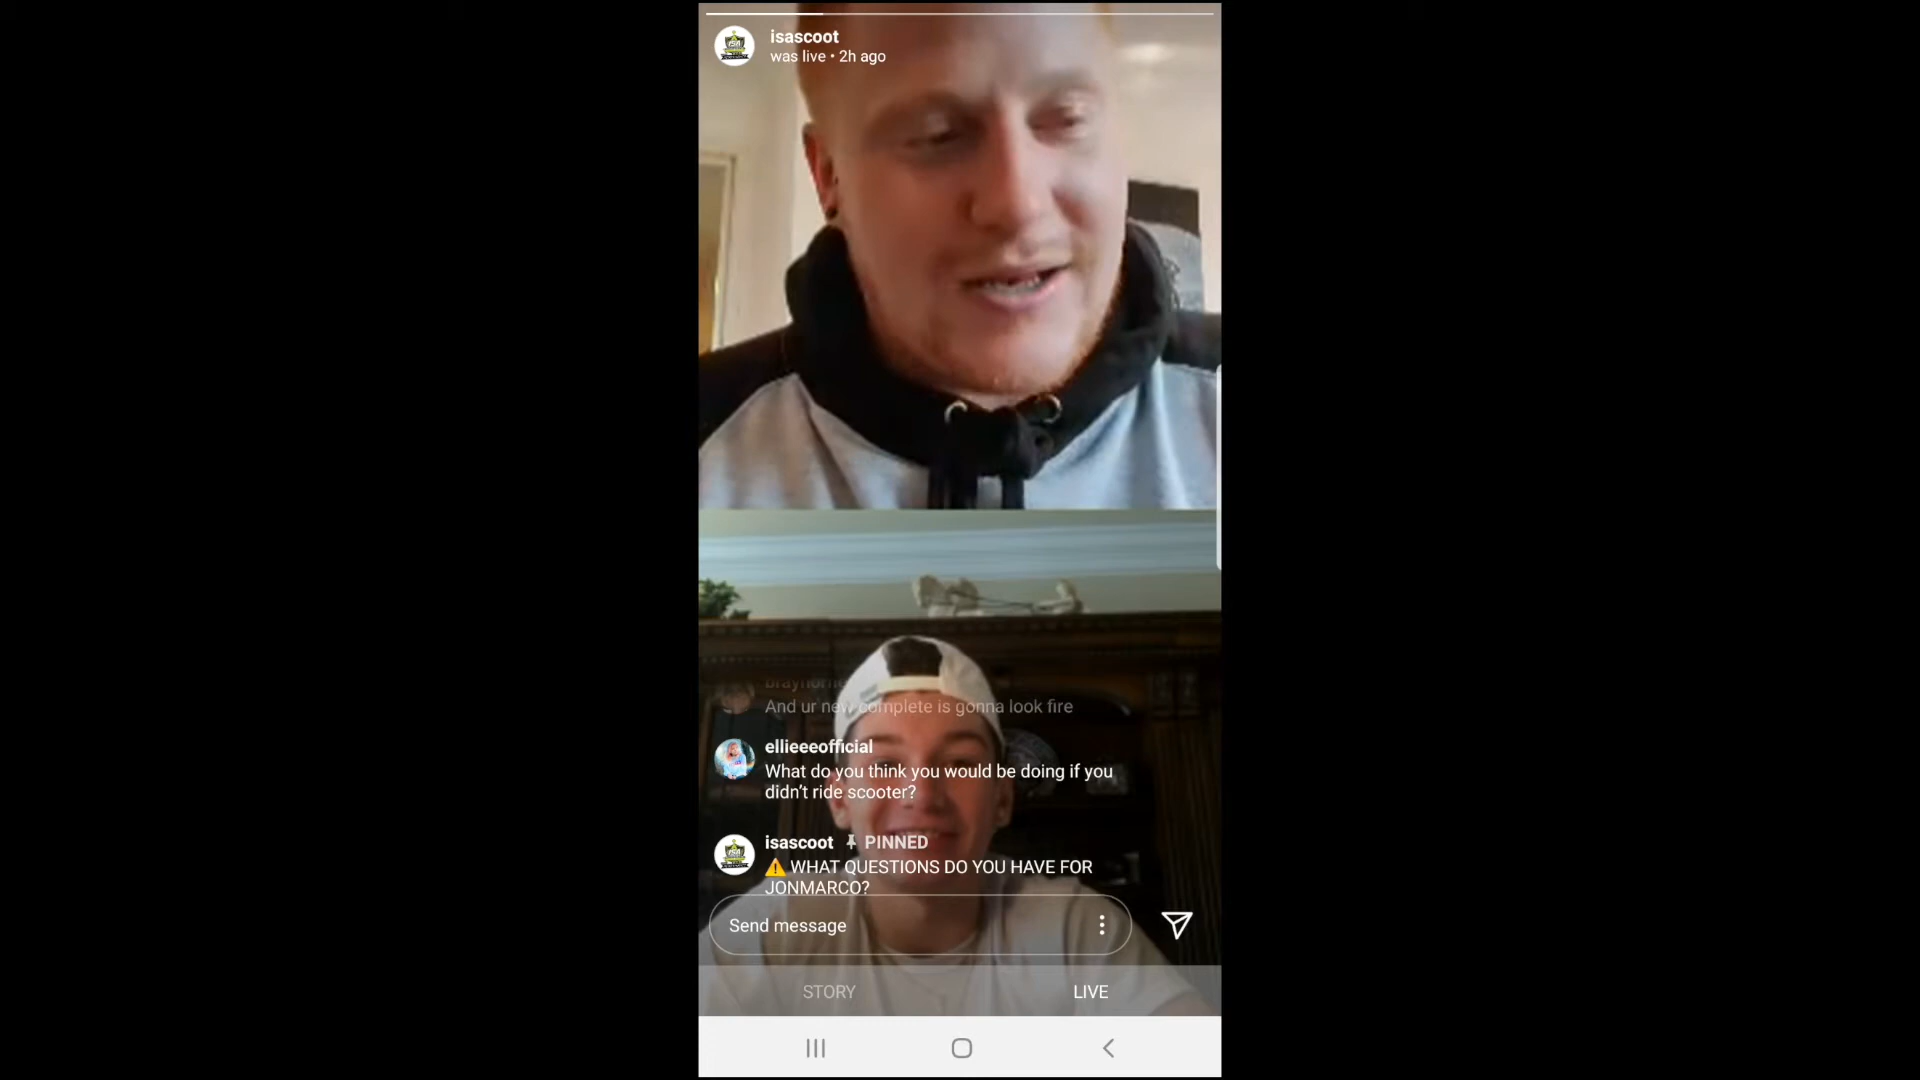 isascoot
was live • 2h ago
And ur new complete is gonna look fire
ellieeeofficial
What do you think you would be doing if you
didn't ride scooter?
isascoot PINNED
⚠️ WHAT QUESTIONS DO YOU HAVE FOR
JONMARCO?
Send message
STORY
LIVE